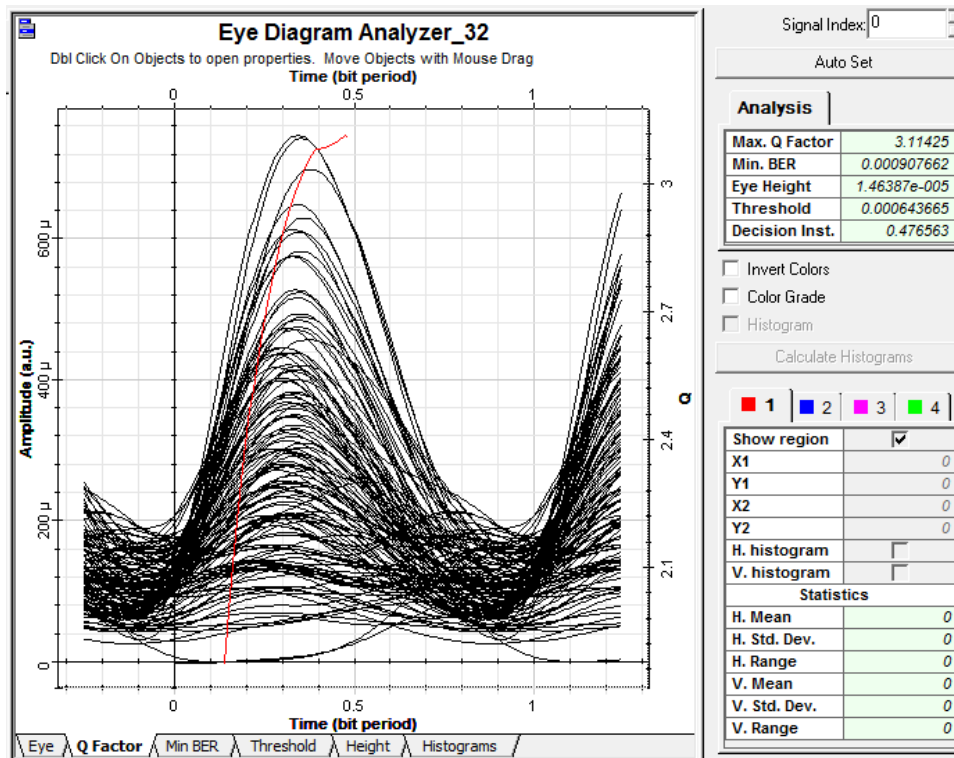 Eye Diagram Analyzer_32
Dbl Click On Objects to open properties. Move Objects with Mouse Drag
Time (bit period)
0 0.5 1
Amplitude (a.u.)
600 µ
400 µ
200 µ
0
Q
3
2.7
2.4
2.1
0 0.5 1
Time (bit period)
Eye Q Factor Min BER Threshold Height Histograms
Signal Index: 0
Auto Set
Analysis
Max. Q Factor 3.11425
Min. BER 0.000907662
Eye Height 1.46387e-005
Threshold 0.000643665
Decision Inst. 0.476563
Invert Colors
Color Grade
Histogram
Calculate Histograms
1 2 3 4
Show region
X1 0
Y1 0
X2 0
Y2 0
H. histogram
V. histogram
Statistics
H. Mean 0
H. Std. Dev. 0
H. Range 0
V. Mean 0
V. Std. Dev. 0
V. Range 0